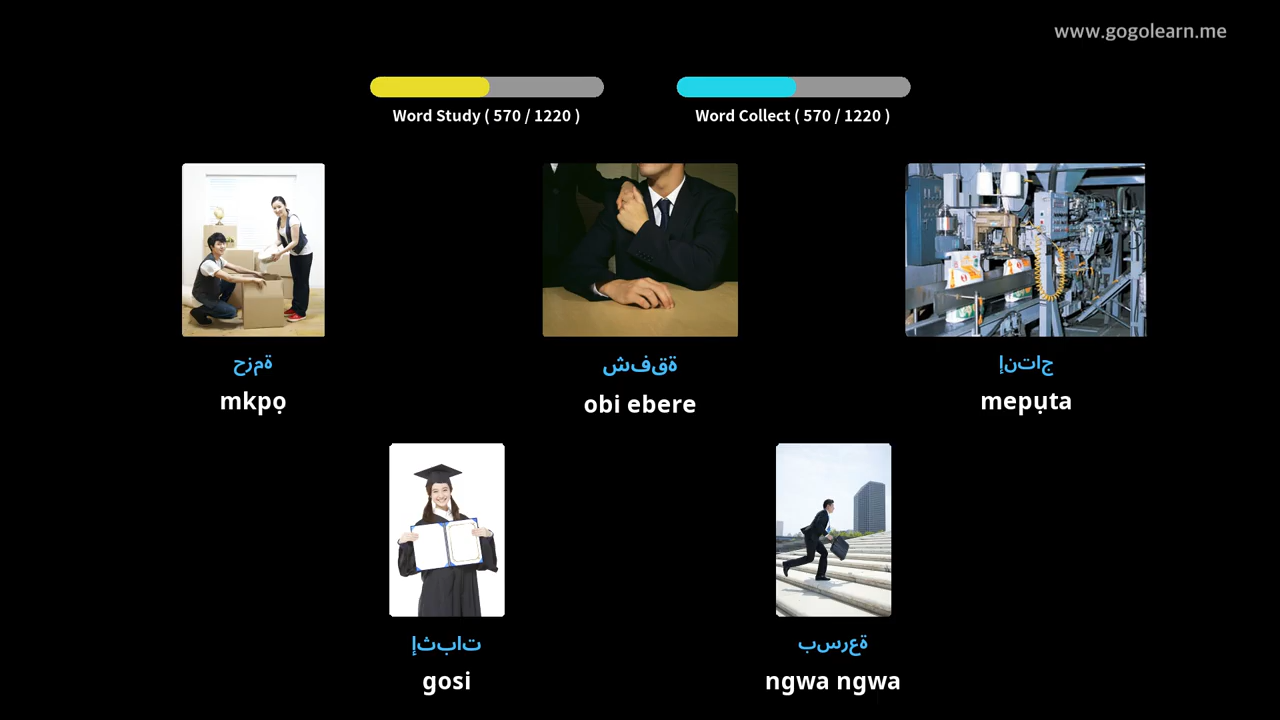 www.gogolearn.me
Word Study ( 570 / 1220 )
Word Collect ( 570 / 1220 )
حزمة
mkpọ
شفقة
obi ebere
إنتاج
mepụta
إثبات
gosi
بسرعة
ngwa ngwa